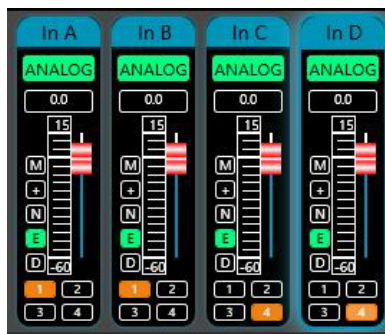 In A In B In C In D
ANALOG ANALOG ANALOG ANALOG
0.0 0.0 0.0 0.0
15 15 15 15
M M M M
+ + + +
N N N N
E E E E
D -60 D -60 D -60 D -60
1 2 1 2 1 2 1 2
3 4 3 4 3 4 3 4